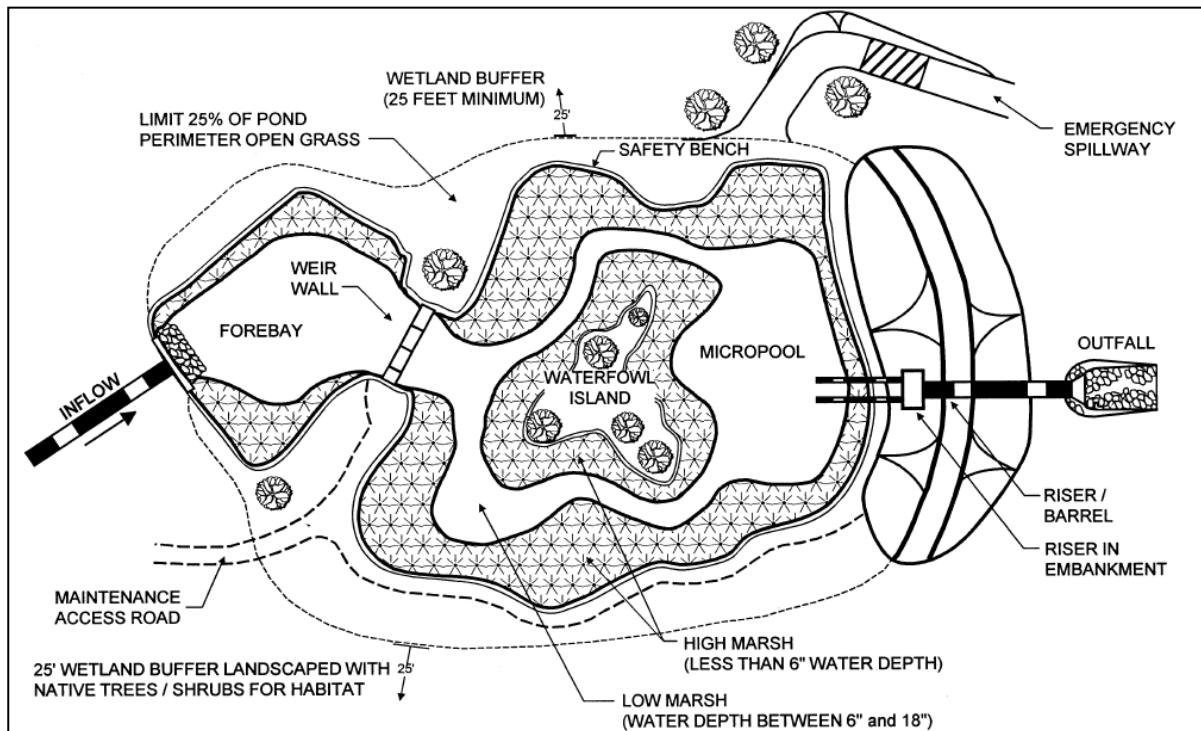 WETLAND BUFFER
(25 FEET MINIMUM)
25'
LIMIT 25% OF POND
PERIMETER OPEN GRASS
SAFETY BENCH
EMERGENCY
SPILLWAY
WEIR
WALL
FOREBAY
INFLOW
WATERFOWL
ISLAND
MICROPOOL
OUTFALL
RISER /
BARREL
RISER IN
EMBANKMENT
MAINTENANCE
ACCESS ROAD
25' WETLAND BUFFER LANDSCAPED WITH
NATIVE TREES / SHRUBS FOR HABITAT
25'
HIGH MARSH
(LESS THAN 6" WATER DEPTH)
LOW MARSH
(WATER DEPTH BETWEEN 6" and 18")